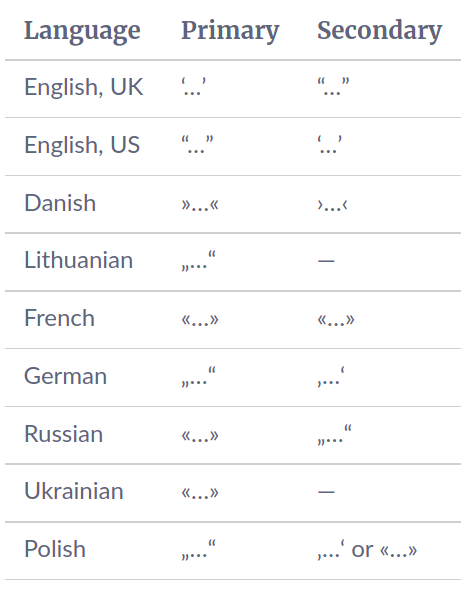 Language Primary Secondary
English, UK ‘…’ “…”
English, US “…” ‘…’
Danish »…« ›…‹
Lithuanian „…“ —
French «…» «…»
German „…“ ‚…‘
Russian «…» „…“
Ukrainian «…» —
Polish „…“ ‚…‘ or «…»